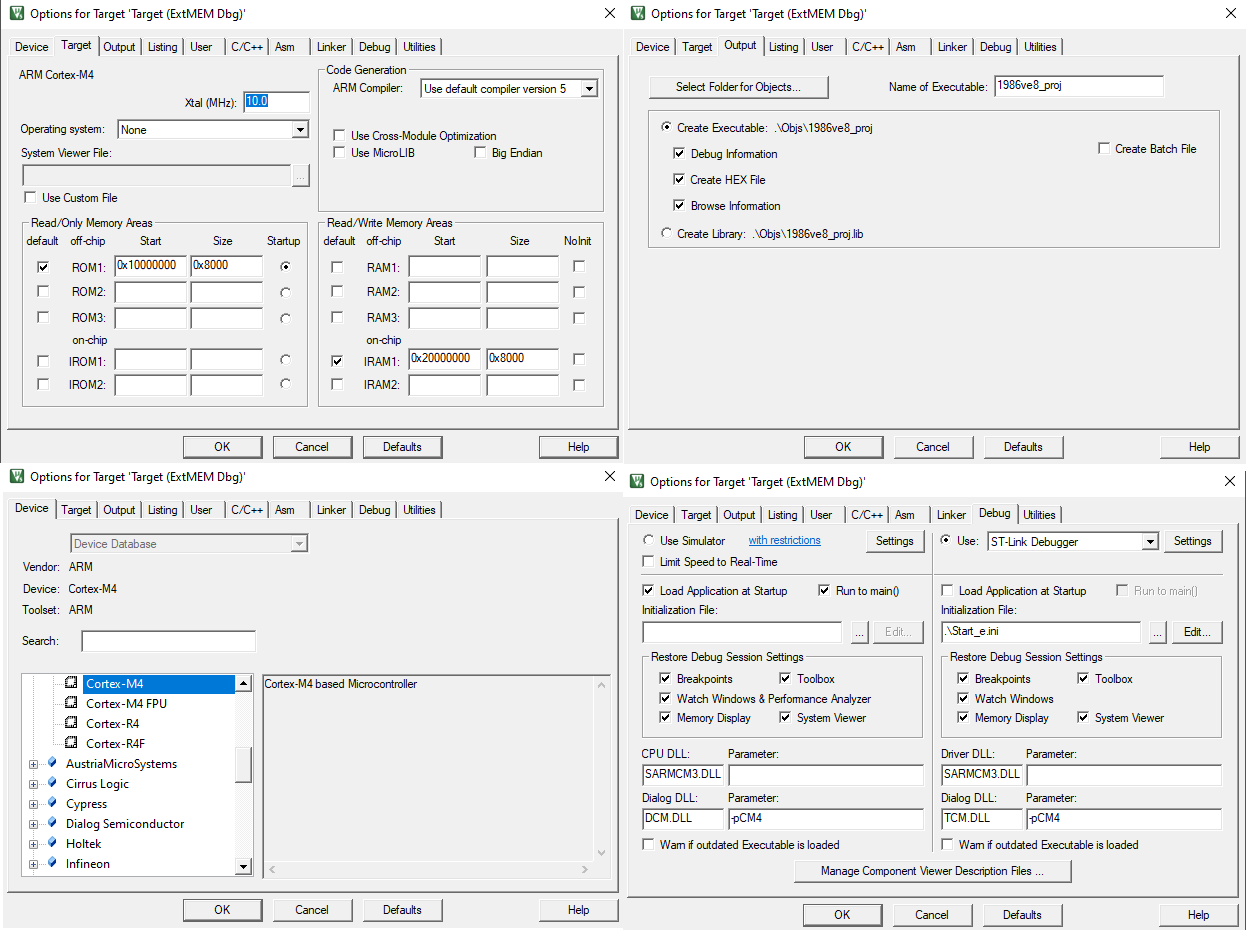 Options for Target 'Target (ExtMEM Dbg)'
Device Target Output Listing User C/C++ Asm Linker Debug Utilities
ARM Cortex-M4
Xtal (MHz): 10.0
Operating system: None
System Viewer File:
...
Use Custom File
Code Generation
ARM Compiler: Use default compiler version 5
Use Cross-Module Optimization
Use MicroLIB Big Endian
Read/Only Memory Areas
default off-chip Start Size Startup
ROM1: 0x10000000 0x8000
ROM2:
ROM3:
on-chip
IROM1:
IROM2:
Read/Write Memory Areas
default off-chip Start Size NoInit
RAM1:
RAM2:
RAM3:
on-chip
IRAM1: 0x20000000 0x8000
IRAM2:
OK Cancel Defaults Help
Options for Target 'Target (ExtMEM Dbg)'
Device Target Output Listing User C/C++ Asm Linker Debug Utilities
Select Folder for Objects... Name of Executable: 1986ve8_proj
Create Executable: .\Objs\1986ve8_proj
Debug Information Create Batch File
Create HEX File
Browse Information
Create Library: .\Objs\1986ve8_proj.lib
OK Cancel Defaults Help
Options for Target 'Target (ExtMEM Dbg)'
Device Target Output Listing User C/C++ Asm Linker Debug Utilities
Device Database
Vendor: ARM
Device: Cortex-M4
Toolset: ARM
Search:
Cortex-M4
Cortex-M4 FPU
Cortex-R4
Cortex-R4F
AustriaMicroSystems
Cirrus Logic
Cypress
Dialog Semiconductor
Holtek
Infineon
Cortex-M4 based Microcontroller
OK Cancel Defaults Help
Options for Target 'Target (ExtMEM Dbg)'
Device Target Output Listing User C/C++ Asm Linker Debug Utilities
Use Simulator with restrictions Settings
Limit Speed to Real-Time
Load Application at Startup Run to main()
Initialization File:
... Edit...
Restore Debug Session Settings
Breakpoints Toolbox
Watch Windows & Performance Analyzer
Memory Display System Viewer
CPU DLL: Parameter:
SARMCM3.DLL
Dialog DLL: Parameter:
DCM.DLL -pCM4
Warn if outdated Executable is loaded
Use: ST-Link Debugger Settings
Load Application at Startup Run to main()
Initialization File:
.\Start_e.ini ... Edit...
Restore Debug Session Settings
Breakpoints Toolbox
Watch Windows
Memory Display System Viewer
Driver DLL: Parameter:
SARMCM3.DLL
Dialog DLL: Parameter:
TCM.DLL -pCM4
Warn if outdated Executable is loaded
Manage Component Viewer Description Files ...
OK Cancel Defaults Help